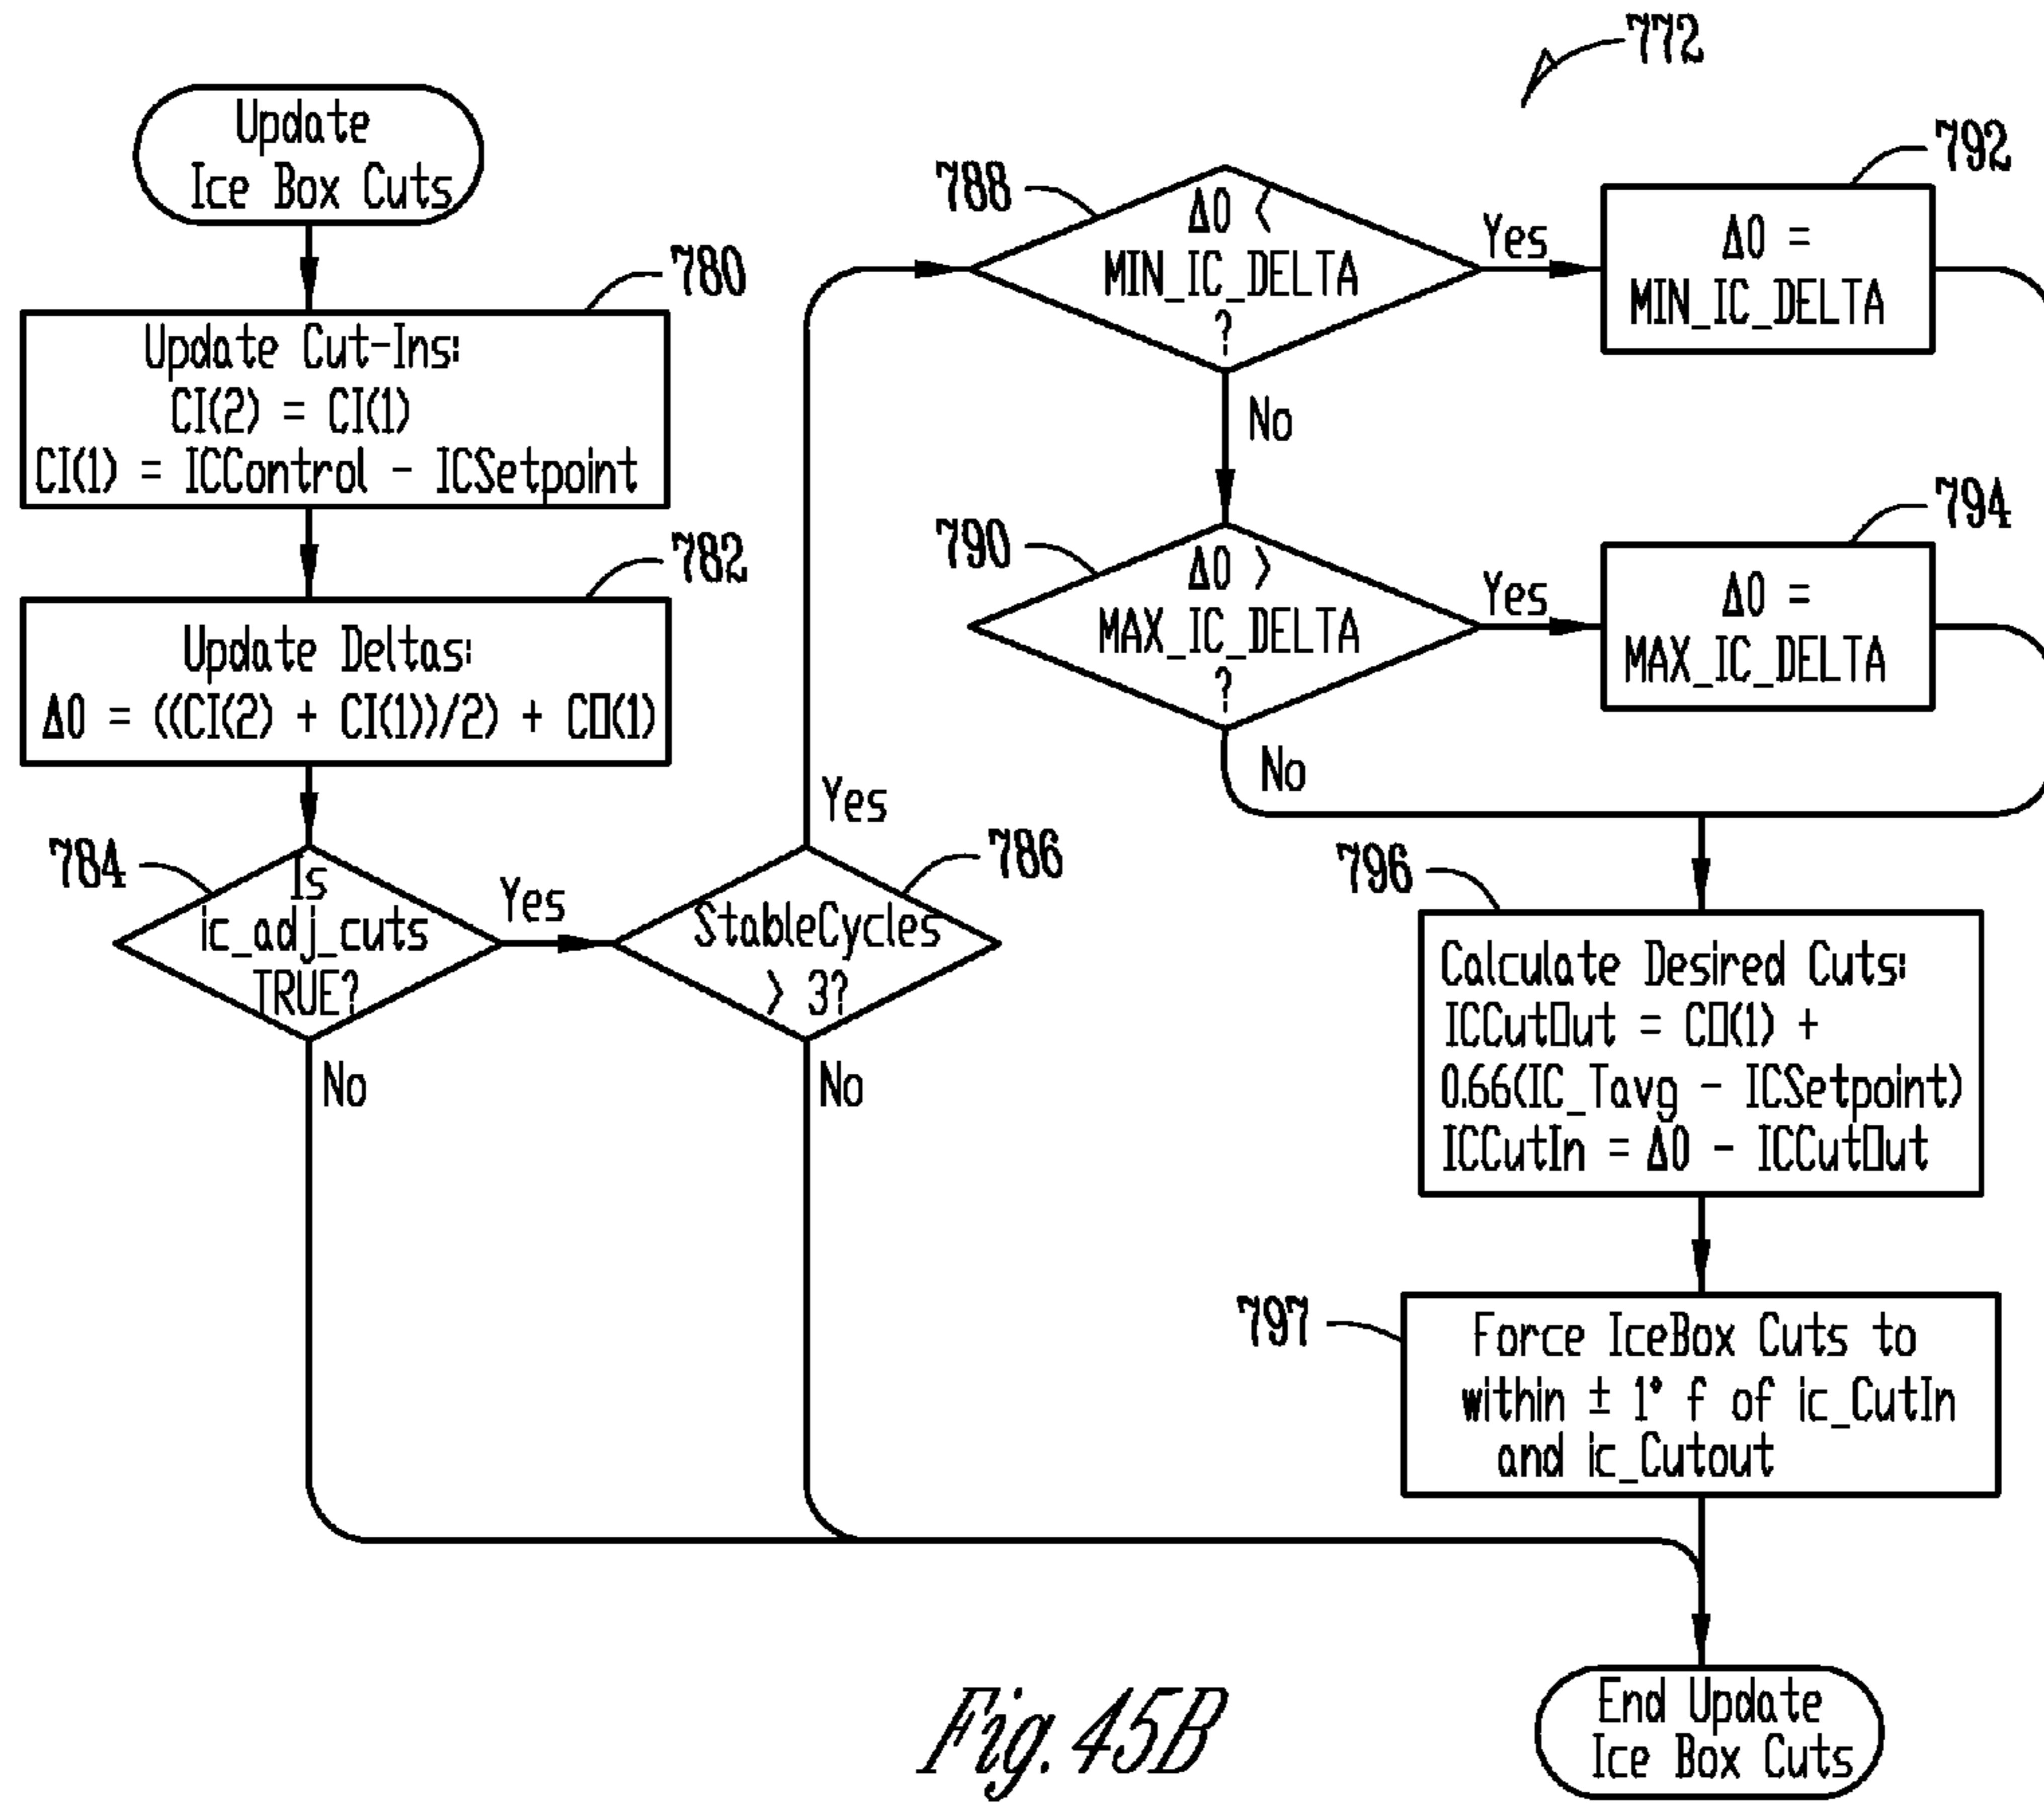 772
Update
Ice Box Cuts
780
Update Cut-Ins:
CI(2) = CI(1)
CI(1) = ICControl - ICSetpoint
782
Update Deltas:
Δ0 = ((CI(2) + CI(1))/2) + CO(1)
784
Is
ic_adj_cuts
TRUE?
Yes
No
786
StableCycles
> 3?
Yes
No
788
Δ0 <
MIN_IC_DELTA
?
Yes
No
792
Δ0 =
MIN_IC_DELTA
790
Δ0 >
MAX_IC_DELTA
?
Yes
No
794
Δ0 =
MAX_IC_DELTA
796
Calculate Desired Cuts:
ICCutOut = CO(1) +
0.66(IC_Tavg - ICSetpoint)
ICCutIn = Δ0 - ICCutOut
797
Force IceBox Cuts to
within ± 1° f of ic_CutIn
and ic_Cutout
End Update
Ice Box Cuts
Fig. 45B